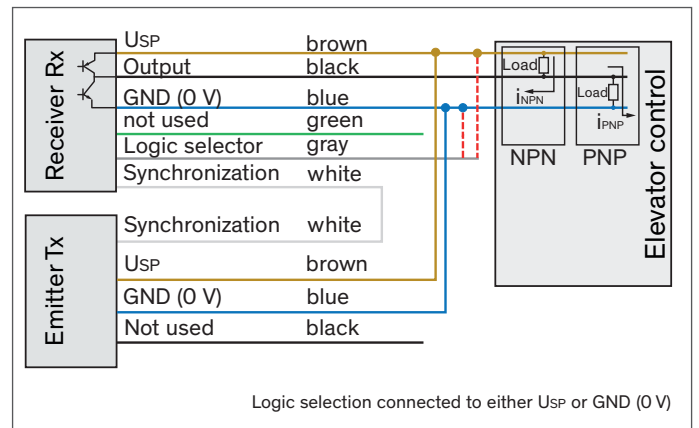 Receiver Rx
USP brown
Output black
GND (0 V) blue
not used green
Logic selector gray
Synchronization white
Emitter Tx
Synchronization white
USP brown
GND (0 V) blue
Not used black
Load
iNPN
NPN
Load
iPNP
PNP
Elevator control
Logic selection connected to either USP or GND (0 V)